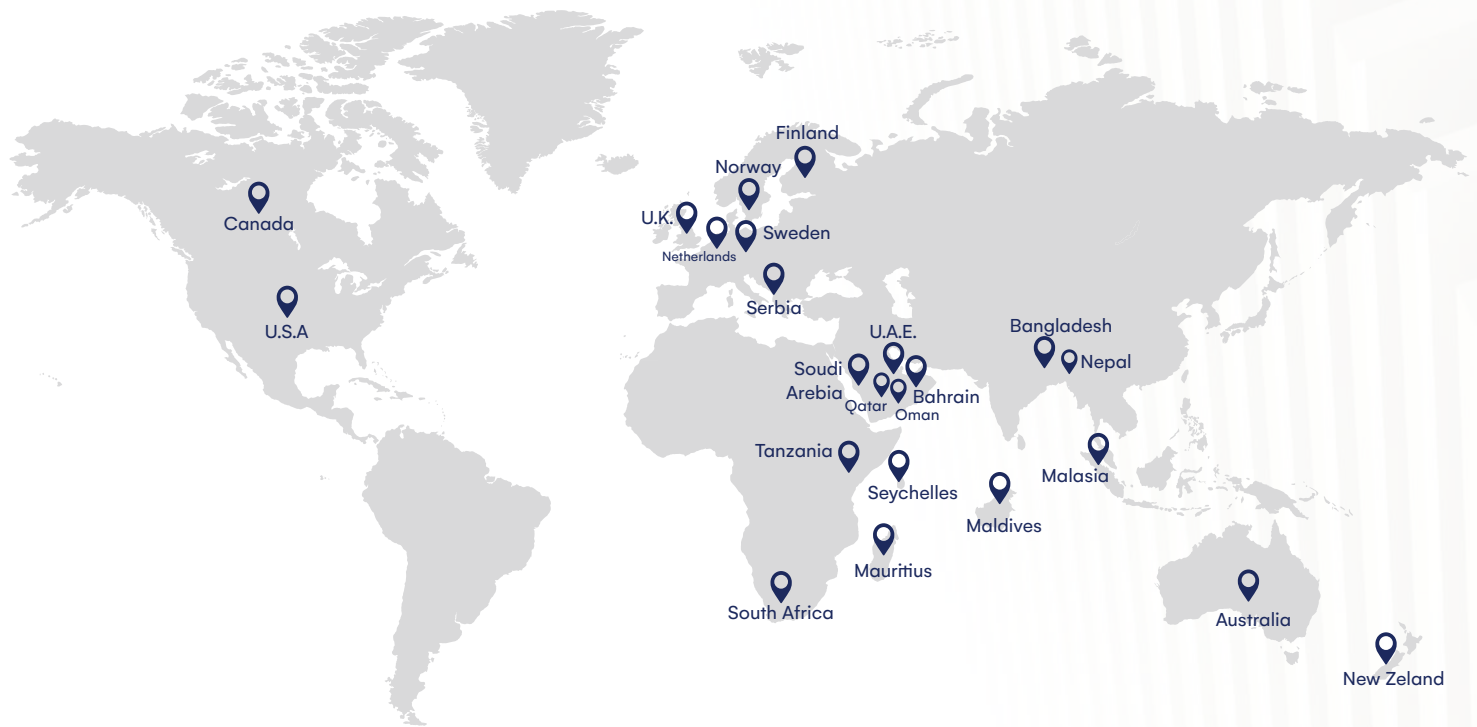 Finland
Norway
Canada
U.K.
Sweden
Netherlands
Serbia
U.S.A
U.A.E.
Bangladesh
Nepal
Soudi
Arebia
Bahrain
Qatar
Oman
Tanzania
Malasia
Seychelles
Maldives
Mauritius
South Africa
Australia
New Zeland